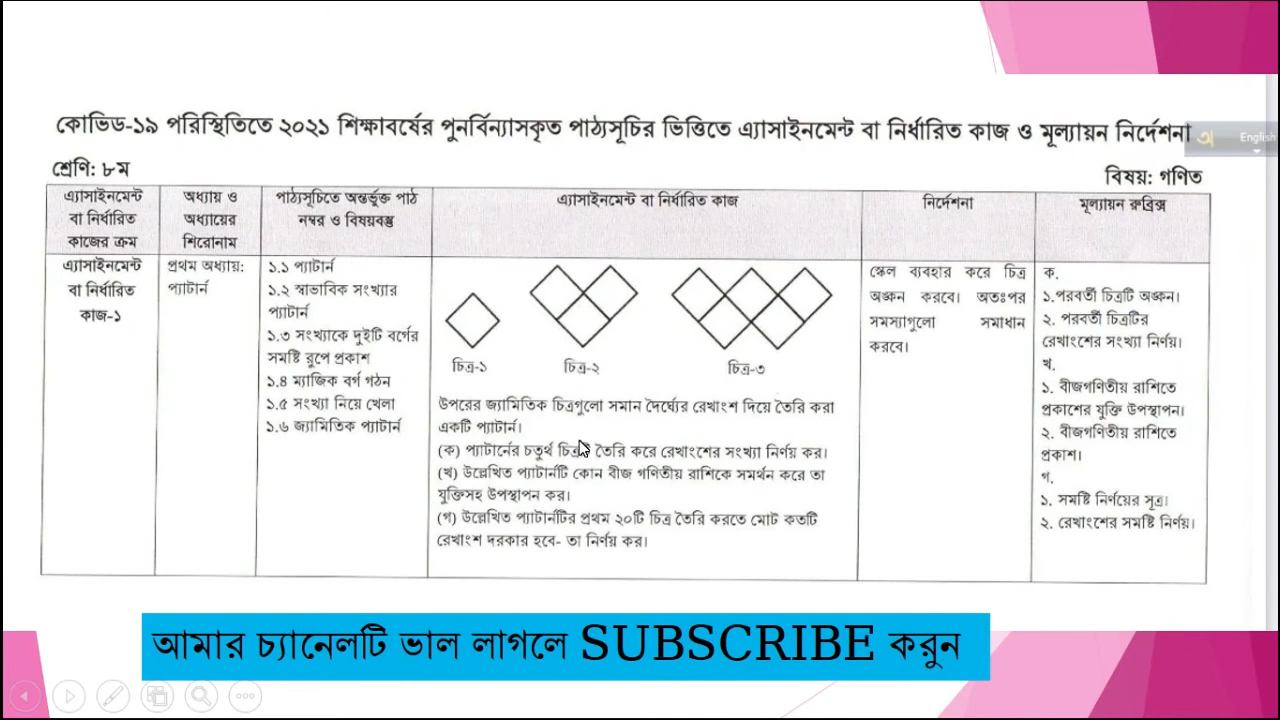 কোভিড-১৯ পরিস্থিতিতে ২০২১ শিক্ষাবর্ষের পুনর্বিন্যাসকৃত পাঠ্যসূচির ভিত্তিতে এ্যাসাইনমেন্ট বা নির্ধারিত কাজ ও মূল্যায়ন নির্দেশনা
অ English
শ্রেণি: ৮ম
বিষয়: গণিত
এ্যাসাইনমেন্ট
বা নির্ধারিত
কাজের ক্রম
অধ্যায় ও
অধ্যায়ের
শিরোনাম
পাঠ্যসূচিতে অন্তর্ভুক্ত পাঠ
নম্বর ও বিষয়বস্তু
এ্যাসাইনমেন্ট বা নির্ধারিত কাজ
নির্দেশনা
মূল্যায়ন রুব্রিক্স
এ্যাসাইনমেন্ট
বা নির্ধারিত
কাজ-১
প্রথম অধ্যায়:
প্যাটার্ন
১.১ প্যাটার্ন
১.২ স্বাভাবিক সংখ্যার
প্যাটার্ন
১.৩ সংখ্যাকে দুইটি বর্গের
সমষ্টি রুপে প্রকাশ
১.৪ ম্যাজিক বর্গ গঠন
১.৫ সংখ্যা নিয়ে খেলা
১.৬ জ্যামিতিক প্যাটার্ন
চিত্র-১ চিত্র-২ চিত্র-৩
উপরের জ্যামিতিক চিত্রগুলো সমান দৈর্ঘ্যের রেখাংশ দিয়ে তৈরি করা
একটি প্যাটার্ন।
(ক) প্যাটার্নের চতুর্থ তৈরি করে রেখাংশের সংখ্যা নির্ণয় কর।
(খ) উল্লেখিত প্যাটার্নটি কোন বীজ গণিতীয় রাশিকে সমর্থন করে তা
যুক্তিসহ উপস্থাপন কর।
(গ) উল্লেখিত প্যাটার্নটির প্রথম ২০টি চিত্র তৈরি করতে মোট কতটি
রেখাংশ দরকার হবে- তা নির্ণয় কর।
স্কেল ব্যবহার করে চিত্র
অঙ্কন করবে। অতঃপর
সমস্যাগুলো সমাধান
করবে।
ক.
১.পরবর্তী চিত্রটি অঙ্কন।
২. পরবর্তী চিত্রটির
রেখাংশের সংখ্যা নির্ণয়।
খ.
১. বীজগণিতীয় রাশিতে
প্রকাশের যুক্তি উপস্থাপন।
২. বীজগণিতীয় রাশিতে
প্রকাশ।
গ.
১. সমষ্টি নির্ণয়ের সূত্র।
২. রেখাংশের সমষ্টি নির্ণয়।
আমার চ্যানেলটি ভাল লাগলে SUBSCRIBE করুন